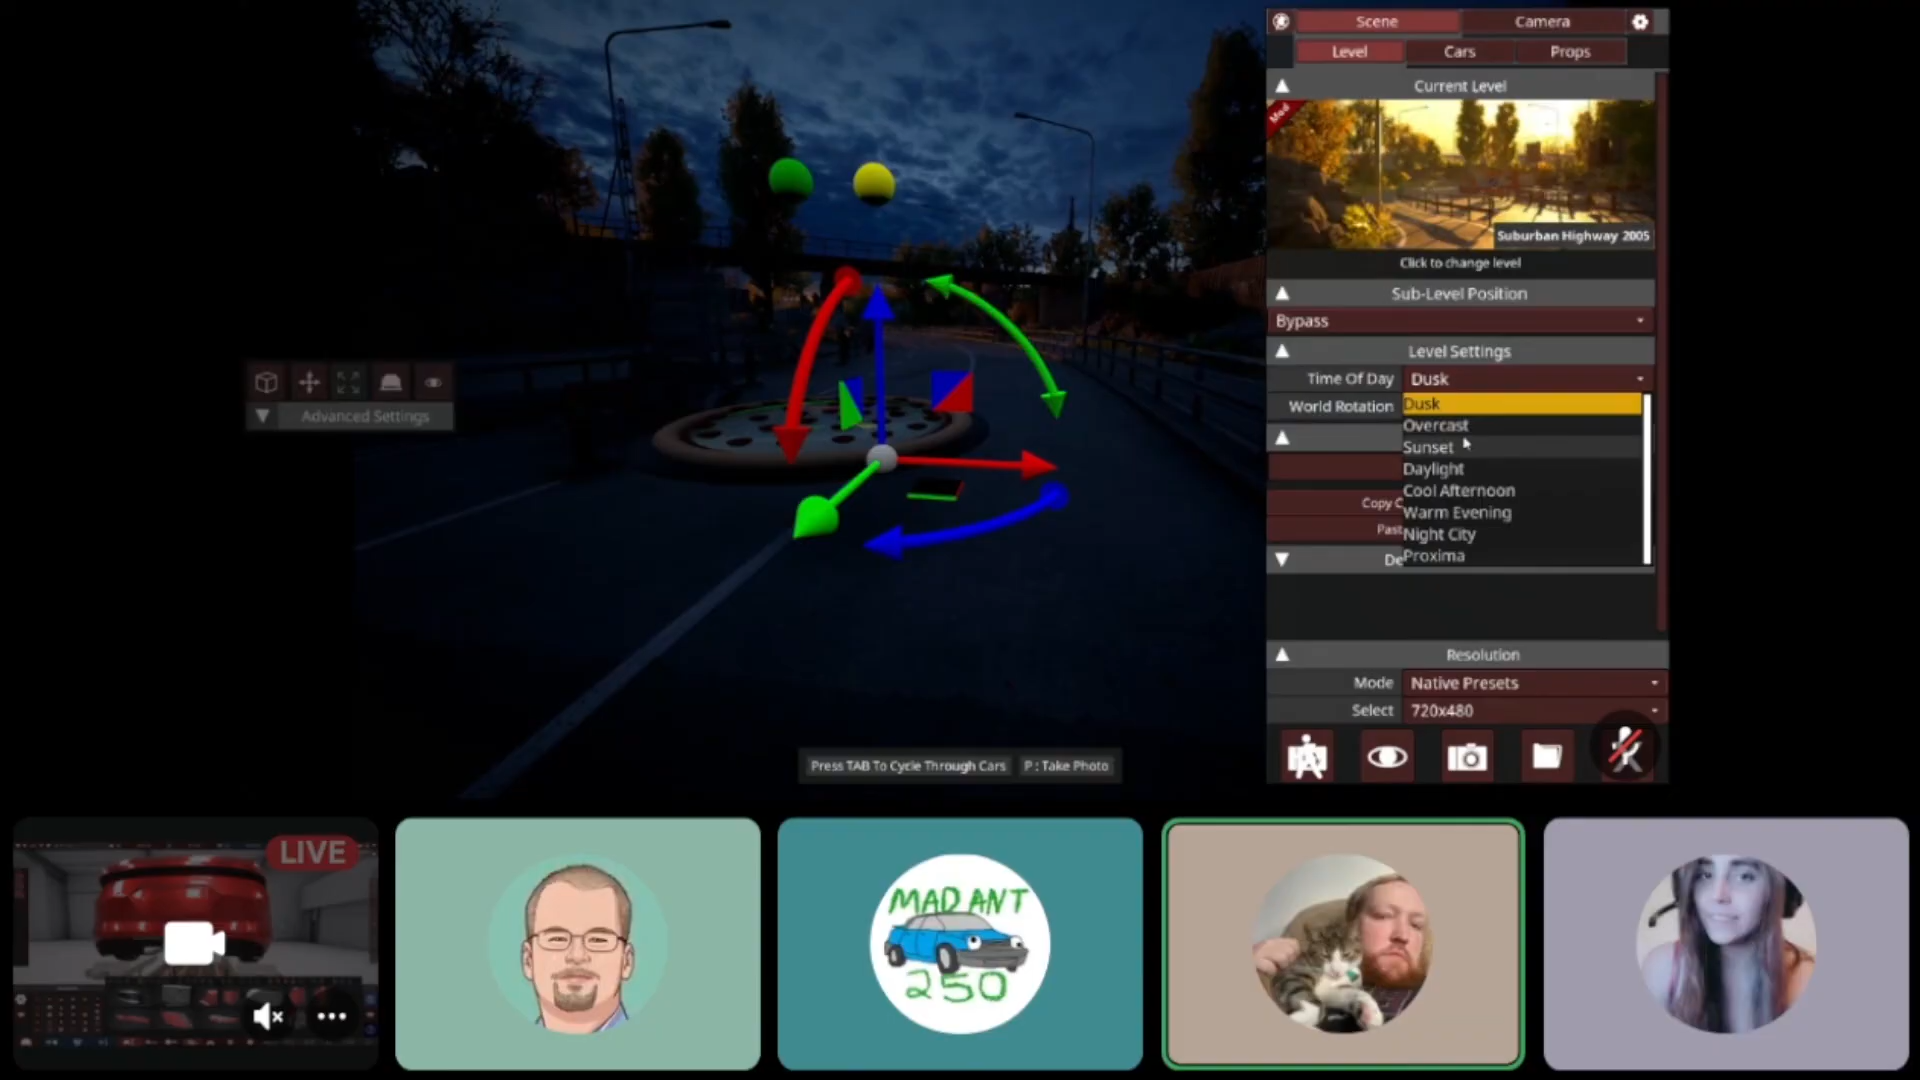 Scene
Camera
Level
Cars
Props
Current Level
Mod
Suburban Highway 2005
Click to change level
Sub-Level Position
Bypass
Level Settings
Time Of Day
Dusk
World Rotation
Dusk
Overcast
Sunset
Daylight
Copy C
Cool Afternoon
Warm Evening
Past
Night City
De
Proxima
Advanced Settings
Resolution
Mode
Native Presets
Select
720x480
Press TAB To Cycle Through Cars
P : Take Photo
LIVE
MAD ANT
250